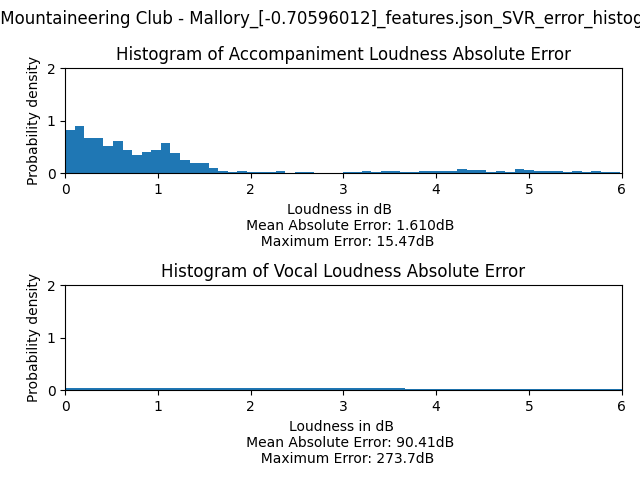 Mountaineering Club - Mallory_[-0.70596012]_features.json_SVR_error_histog
Histogram of Accompaniment Loudness Absolute Error
Probability density
2
1
0
0 1 2 3 4 5 6
Loudness in dB
Mean Absolute Error: 1.610dB
Maximum Error: 15.47dB
Histogram of Vocal Loudness Absolute Error
Probability density
2
1
0
0 1 2 3 4 5 6
Loudness in dB
Mean Absolute Error: 90.41dB
Maximum Error: 273.7dB